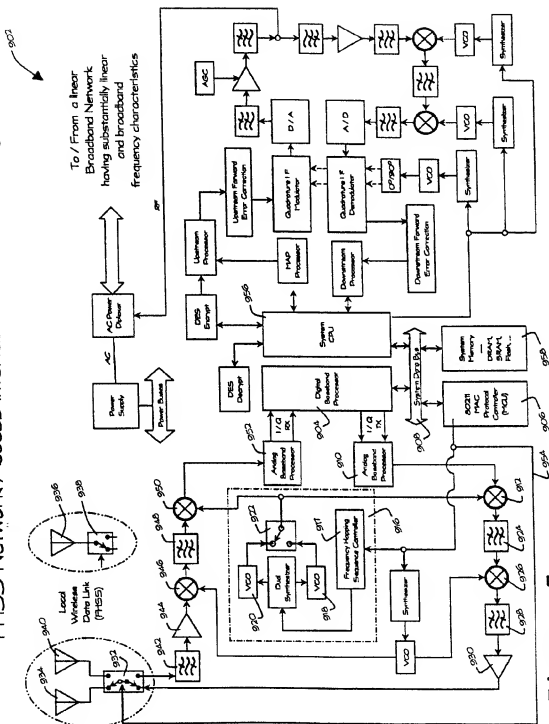 902
To / From a linear
Broadband Network
having substantially linear
and broadband
frequency characteristics
RF
AC Power
AC
Power
Supply
Power Buses
936
938
Local
Wireless
Data Link
(FHSS)
940
934
932
942
944
946
948
950
952
I/Q
RX
Analog
Baseband
Processor
Digital
Baseband
Processor
904
I/Q
TX
Analog
Baseband
Processor
910
DES
Decrypt
DES
Encrypt
956
System
CPU
Upstream
Processor
MAP
Processor
Downstream
Processor
Upstream Forward
Error Correction
Downstream Forward
Error Correction
Quadrature IF
Modulator
Quadrature IF
Demodulator
D/A
A/D
AGC
VCO
Synthesizer
VCO
Synthesizer
VCO
Synthesizer
System Data Bus
908
System
Memory
DRAM,
SRAM,
Flash...
958
802.11
MAC
Protocol
Controller
(MCU)
906
954
922
VCO
920
Dual
Synthesizer
VCO
918
Frequency Hopping
Sequence Controller
917
916
Synthesizer
VCO
912
924
926
928
930